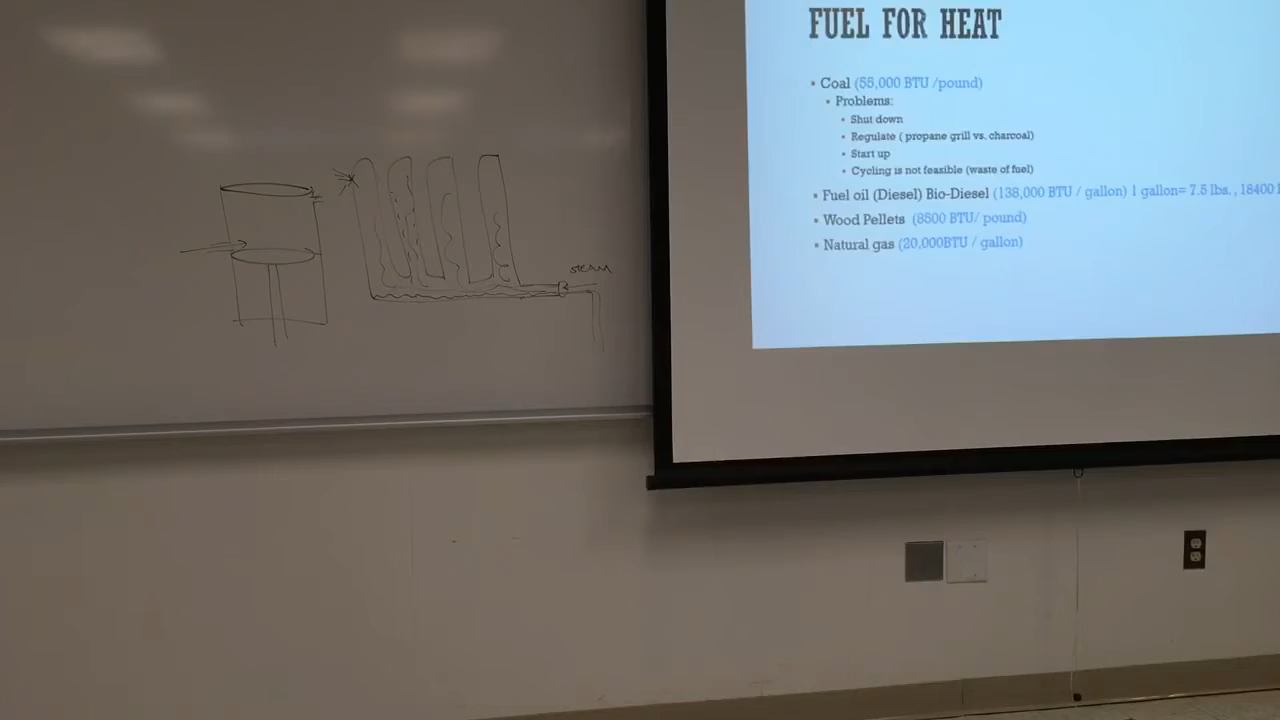 FUEL FOR HEAT
• Coal (55,000 BTU /pound)
• Problems:
• Shut down
• Regulate ( propane grill vs. charcoal)
• Start up
• Cycling is not feasible (waste of fuel)
• Fuel oil (Diesel) Bio-Diesel (138,000 BTU / gallon) 1 gallon= 7.5 lbs. , 18400
• Wood Pellets (8500 BTU/ pound)
• Natural gas (20,000BTU / gallon)
STEAM